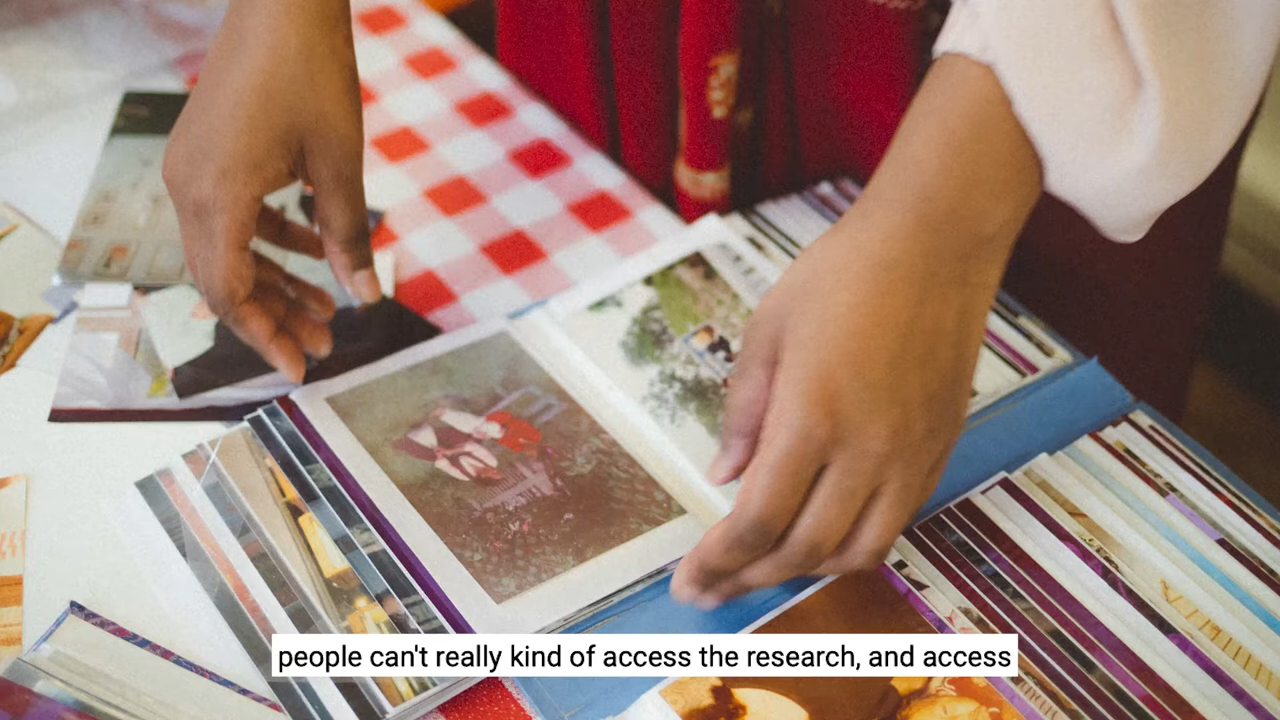 people can't really kind of access the research, and access